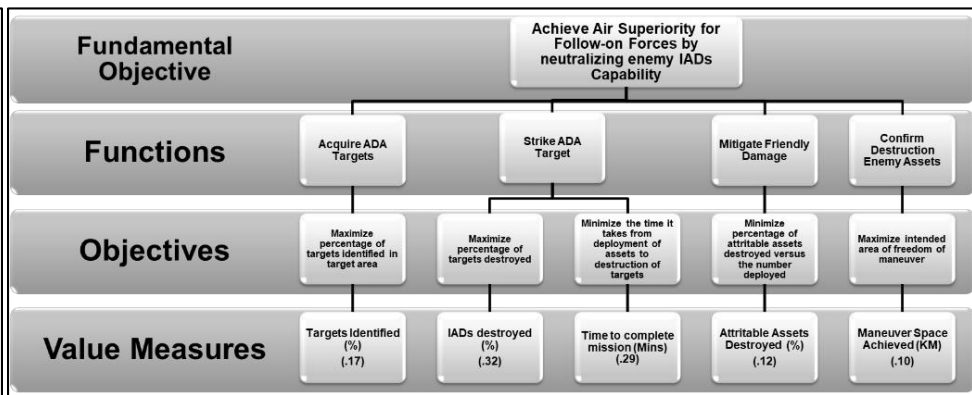 Fundamental
Objective
Achieve Air Superiority for
Follow-on Forces by
neutralizing enemy IADs
Capability
Functions
Acquire ADA
Targets
Strike ADA
Target
Mitigate Friendly
Damage
Confirm
Destruction
Enemy Assets
Objectives
Maximize
percentage of
targets identified in
target area
Maximize
percentage of
targets destroyed
Minimize the time it
takes from
deployment of
assets to
destruction of
targets
Minimize
percentage of
attritable assets
destroyed versus
the number
deployed
Maximize intended
area of freedom of
maneuver
Value Measures
Targets Identified
(%)
(.17)
IADs destroyed
(%)
(.32)
Time to complete
mission (Mins)
(.29)
Attritable Assets
Destroyed (%)
(.12)
Maneuver Space
Achieved (KM)
(.10)